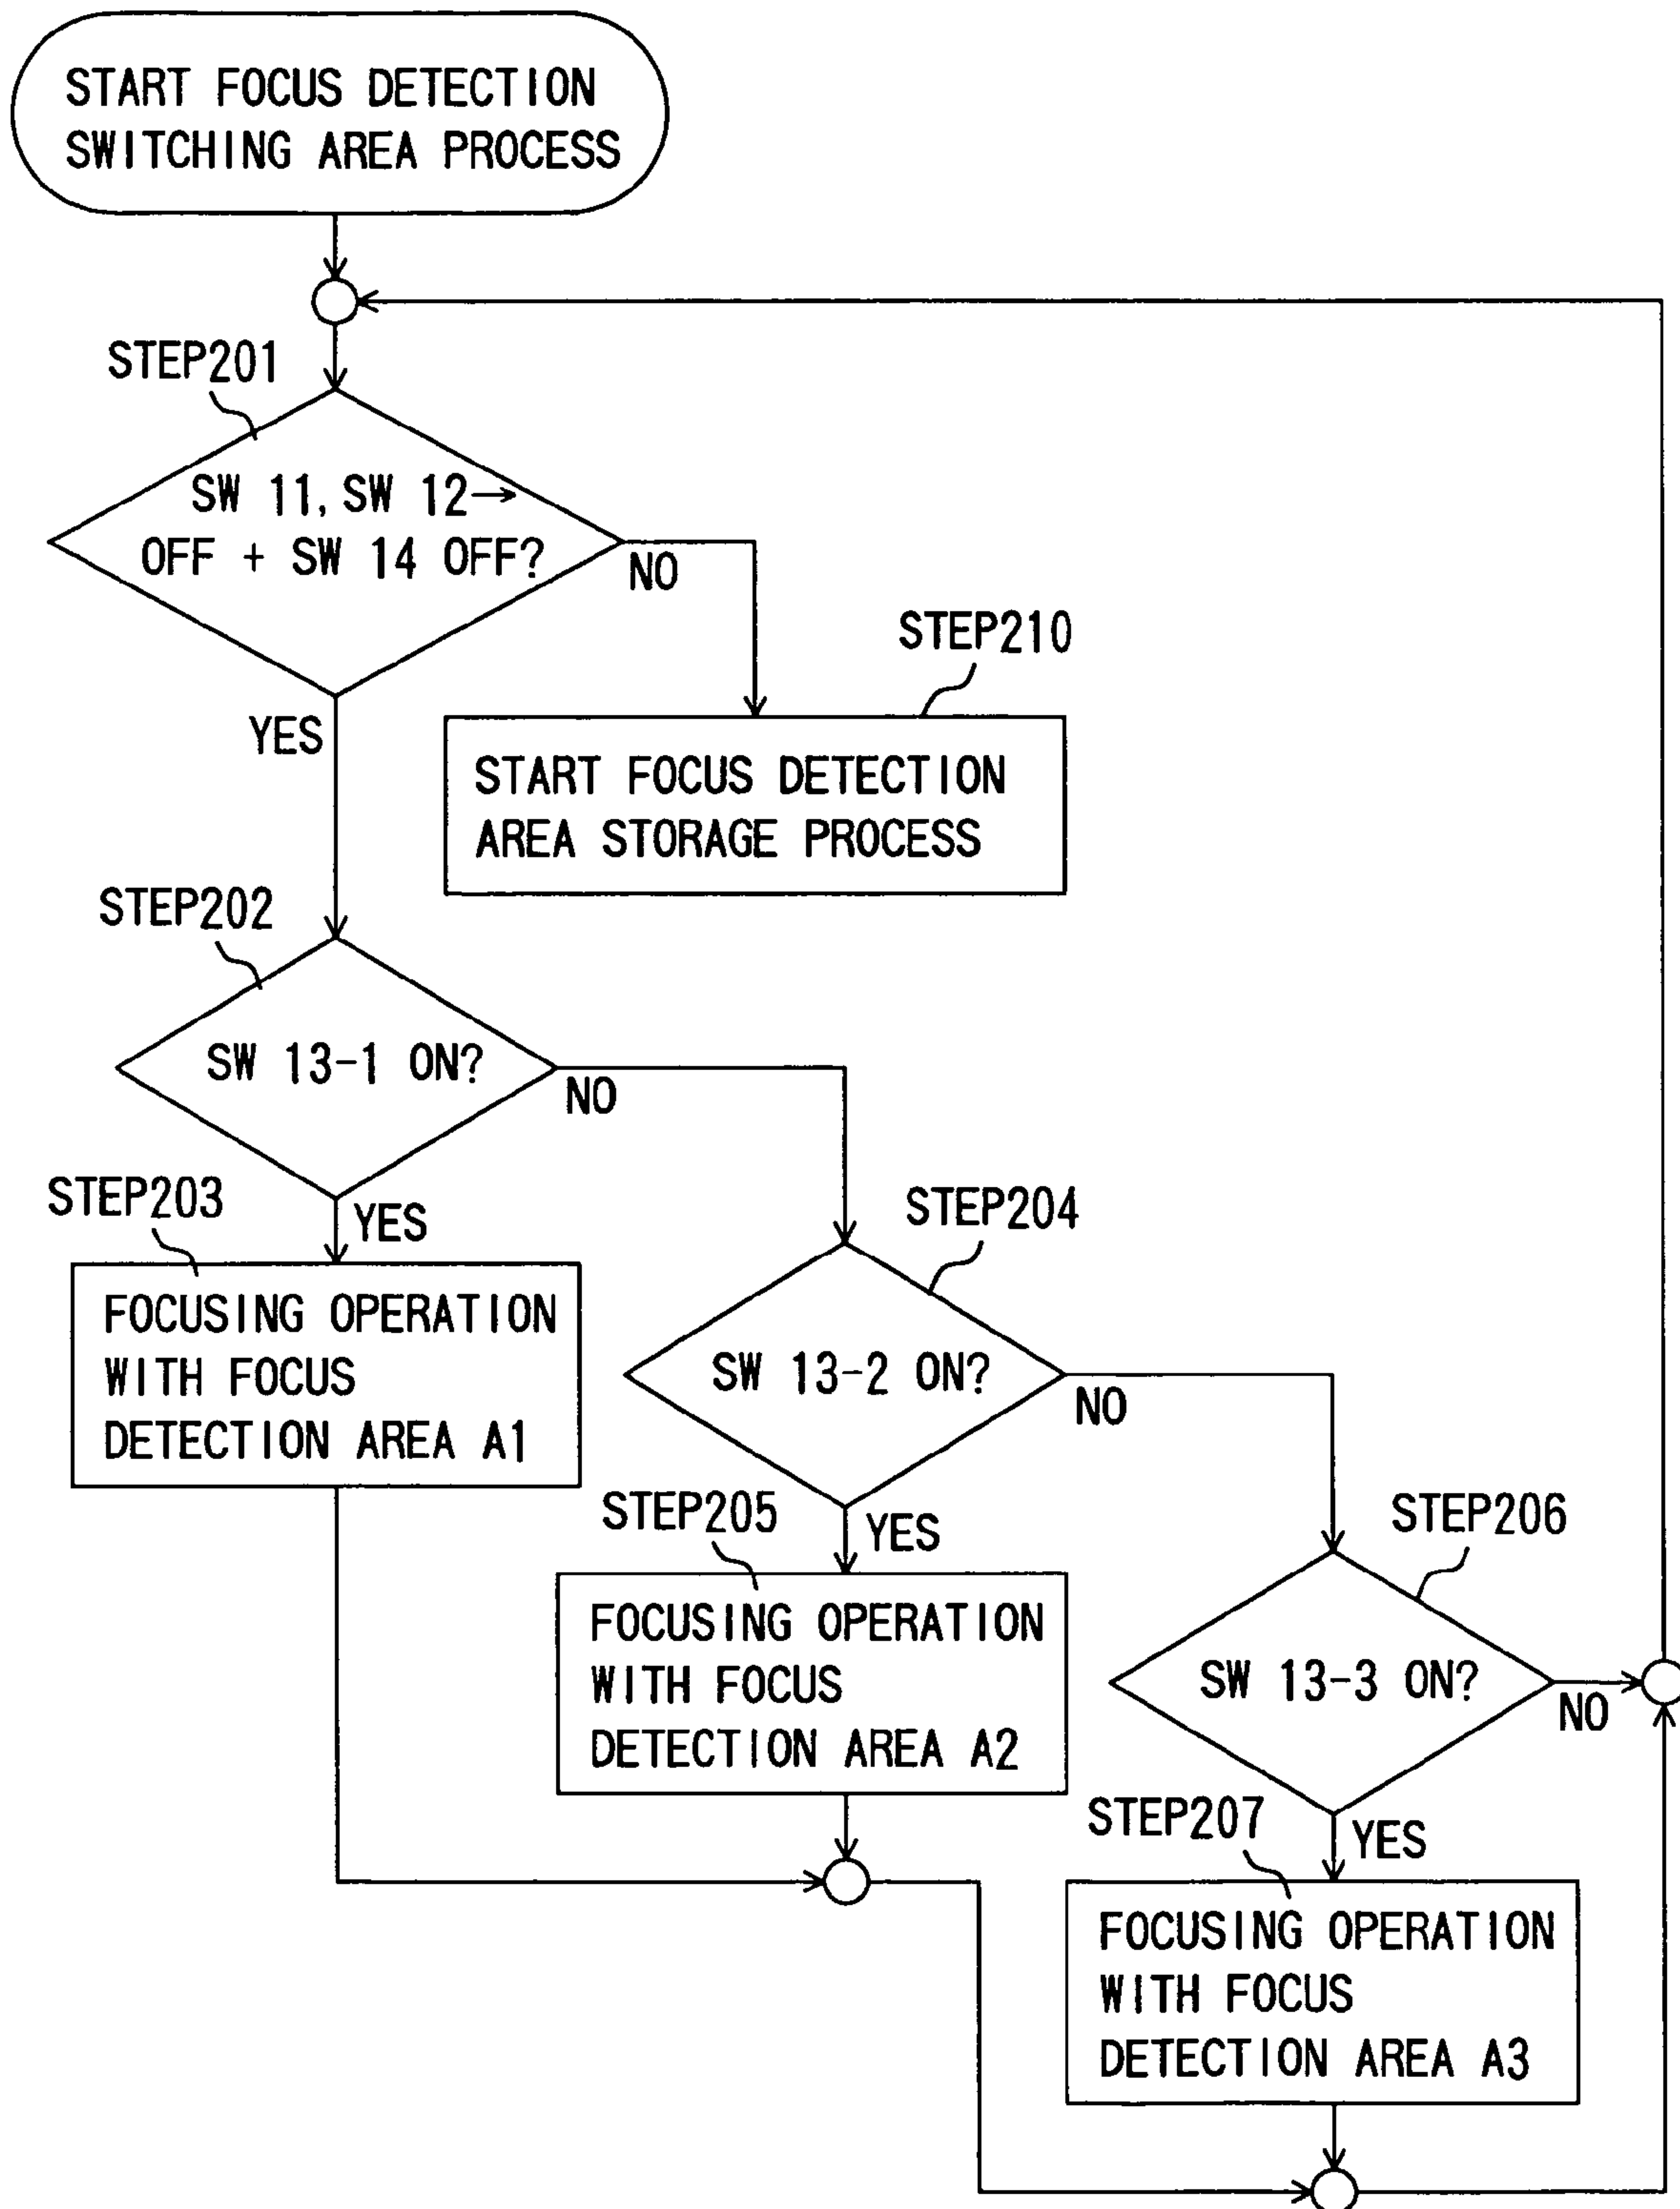 START FOCUS DETECTION
SWITCHING AREA PROCESS
STEP201
SW 11, SW 12→
OFF + SW 14 OFF?
NO
YES
STEP210
START FOCUS DETECTION
AREA STORAGE PROCESS
STEP202
SW 13-1 ON?
NO
YES
STEP203
FOCUSING OPERATION
WITH FOCUS
DETECTION AREA A1
STEP204
SW 13-2 ON?
NO
YES
STEP205
FOCUSING OPERATION
WITH FOCUS
DETECTION AREA A2
STEP206
SW 13-3 ON?
NO
YES
STEP207
FOCUSING OPERATION
WITH FOCUS
DETECTION AREA A3